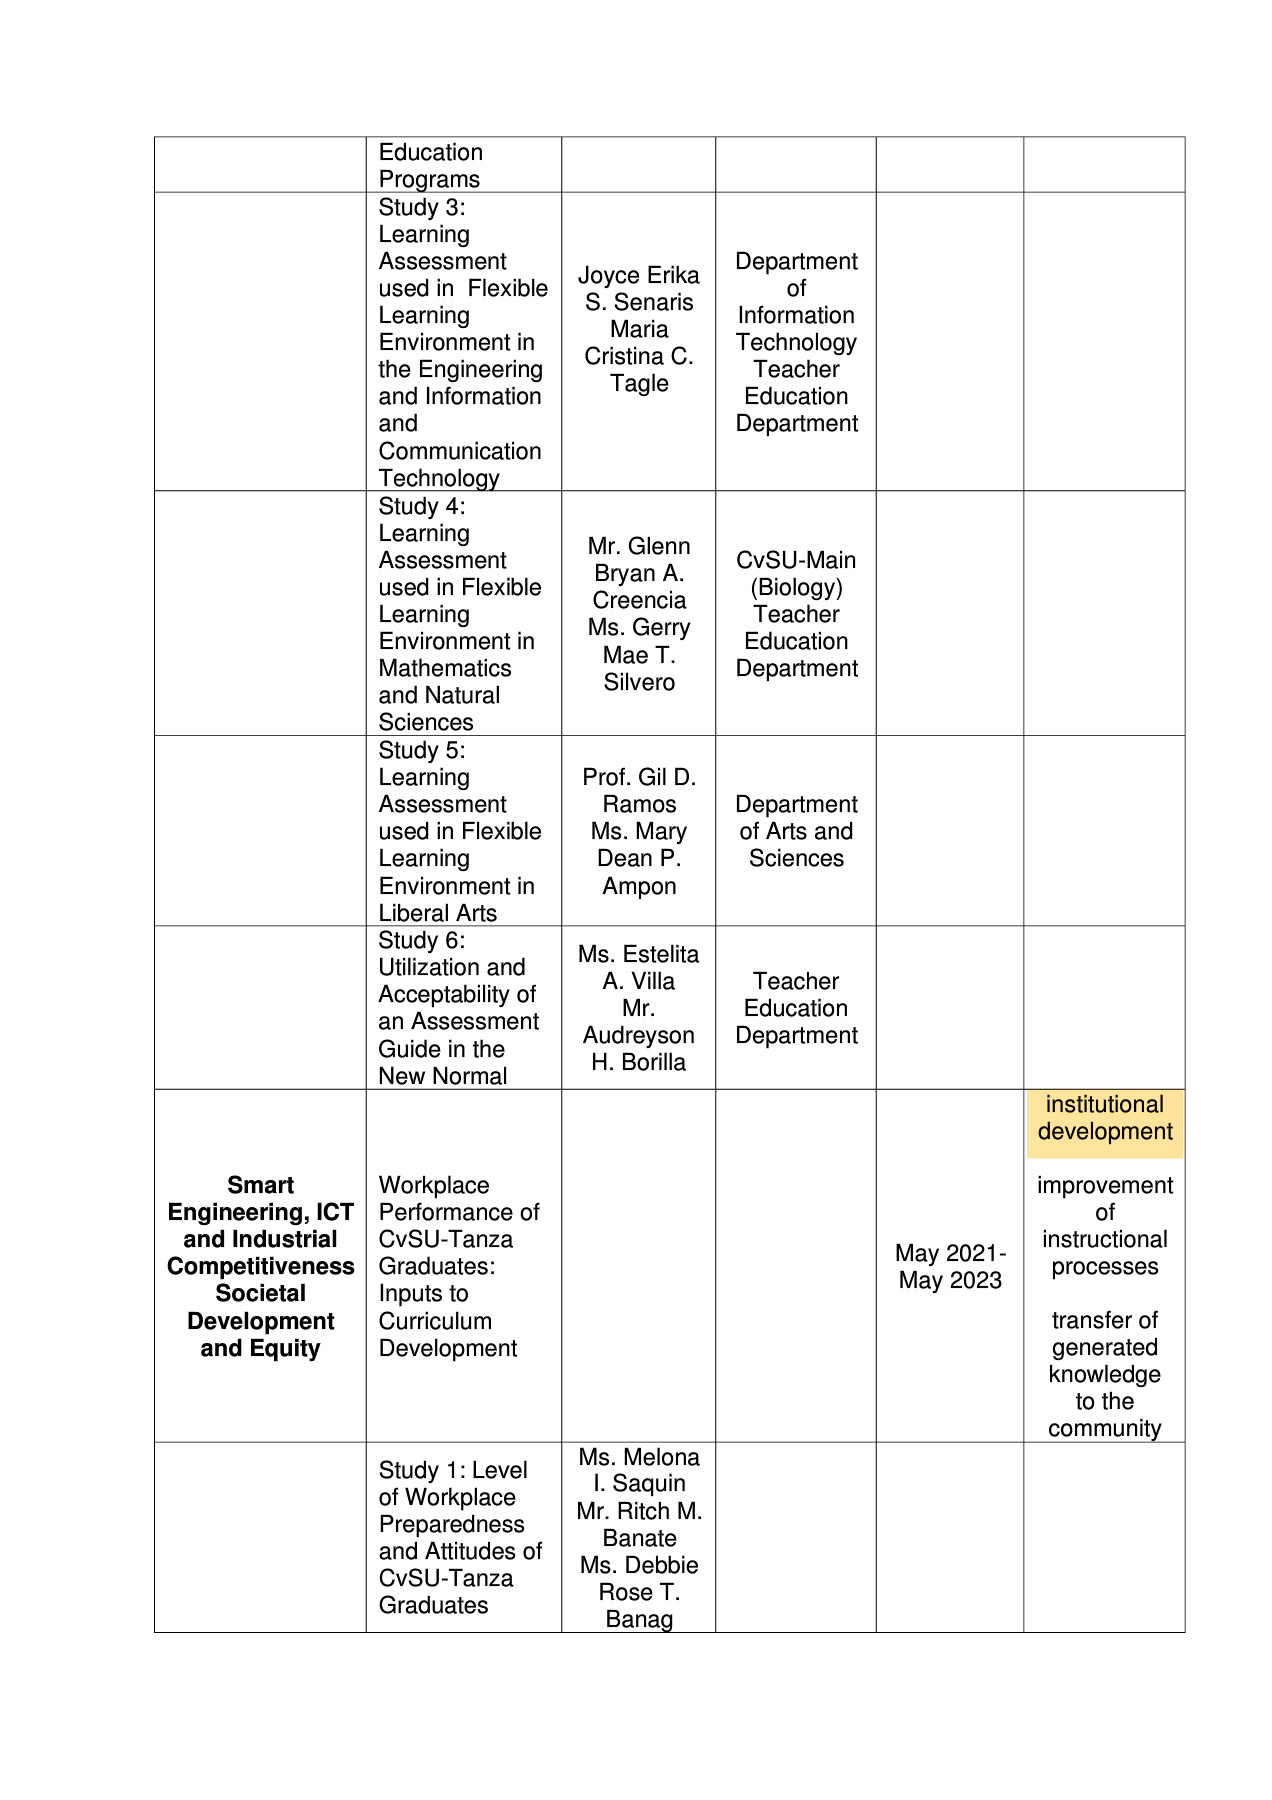 Education
Programs
Study 3:
Learning
Assessment
used in  Flexible
Learning
Environment in
the Engineering
and Information
and
Communication
Technology
Joyce Erika
S. Senaris
Maria
Cristina C.
Tagle
Department
of
Information
Technology
Teacher
Education
Department
Study 4:
Learning
Assessment
used in Flexible
Learning
Environment in
Mathematics
and Natural
Sciences
Mr. Glenn
Bryan A.
Creencia
Ms. Gerry
Mae T.
Silvero
CvSU-Main
(Biology)
Teacher
Education
Department
Study 5:
Learning
Assessment
used in Flexible
Learning
Environment in
Liberal Arts
Prof. Gil D.
Ramos
Ms. Mary
Dean P.
Ampon
Department
of Arts and
Sciences
Study 6:
Utilization and
Acceptability of
an Assessment
Guide in the
New Normal
Ms. Estelita
A. Villa
Mr.
Audreyson
H. Borilla
Teacher
Education
Department
Smart
Engineering, ICT
and Industrial
Competitiveness
Societal
Development
and Equity
Workplace
Performance of
CvSU-Tanza
Graduates:
Inputs to
Curriculum
Development
May 2021-
May 2023
institutional
development
improvement
of
instructional
processes
transfer of
generated
knowledge
to the
community
Study 1: Level
of Workplace
Preparedness
and Attitudes of
CvSU-Tanza
Graduates
Ms. Melona
I. Saquin
Mr. Ritch M.
Banate
Ms. Debbie
Rose T.
Banag